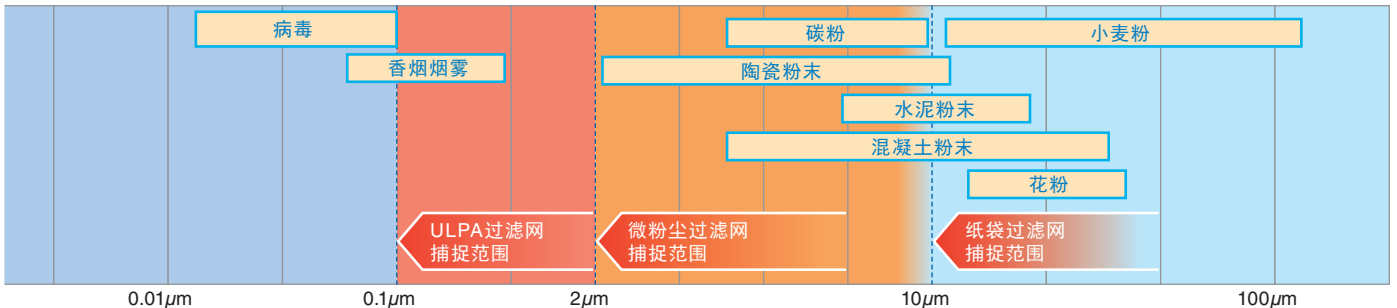 病毒
碳粉
小麦粉
香烟烟雾
陶瓷粉末
水泥粉末
混凝土粉末
花粉
ULPA过滤网
捕捉范围
微粉尘过滤网
捕捉范围
纸袋过滤网
捕捉范围
0.01μm
0.1μm
2μm
10μm
100μm